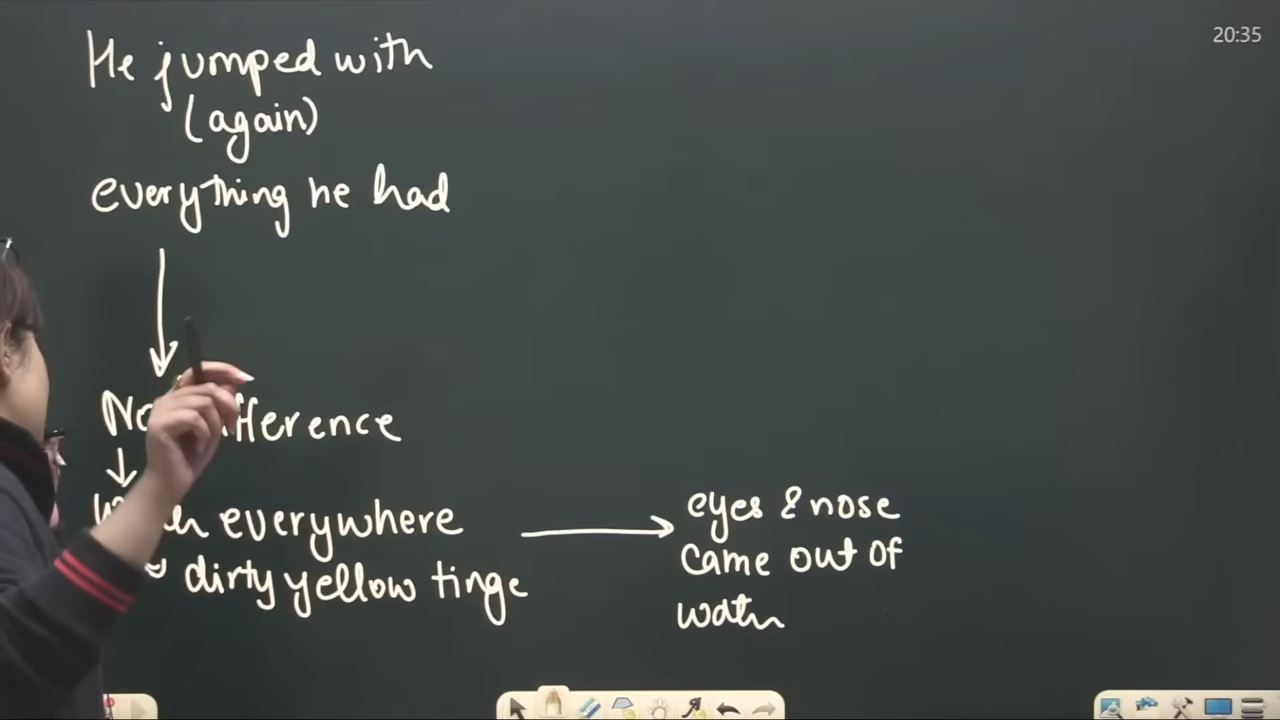 20:35
He jumped with
(again)
everything he had
everywhere
dirty yellow tinge
eyes & nose
came out of
water